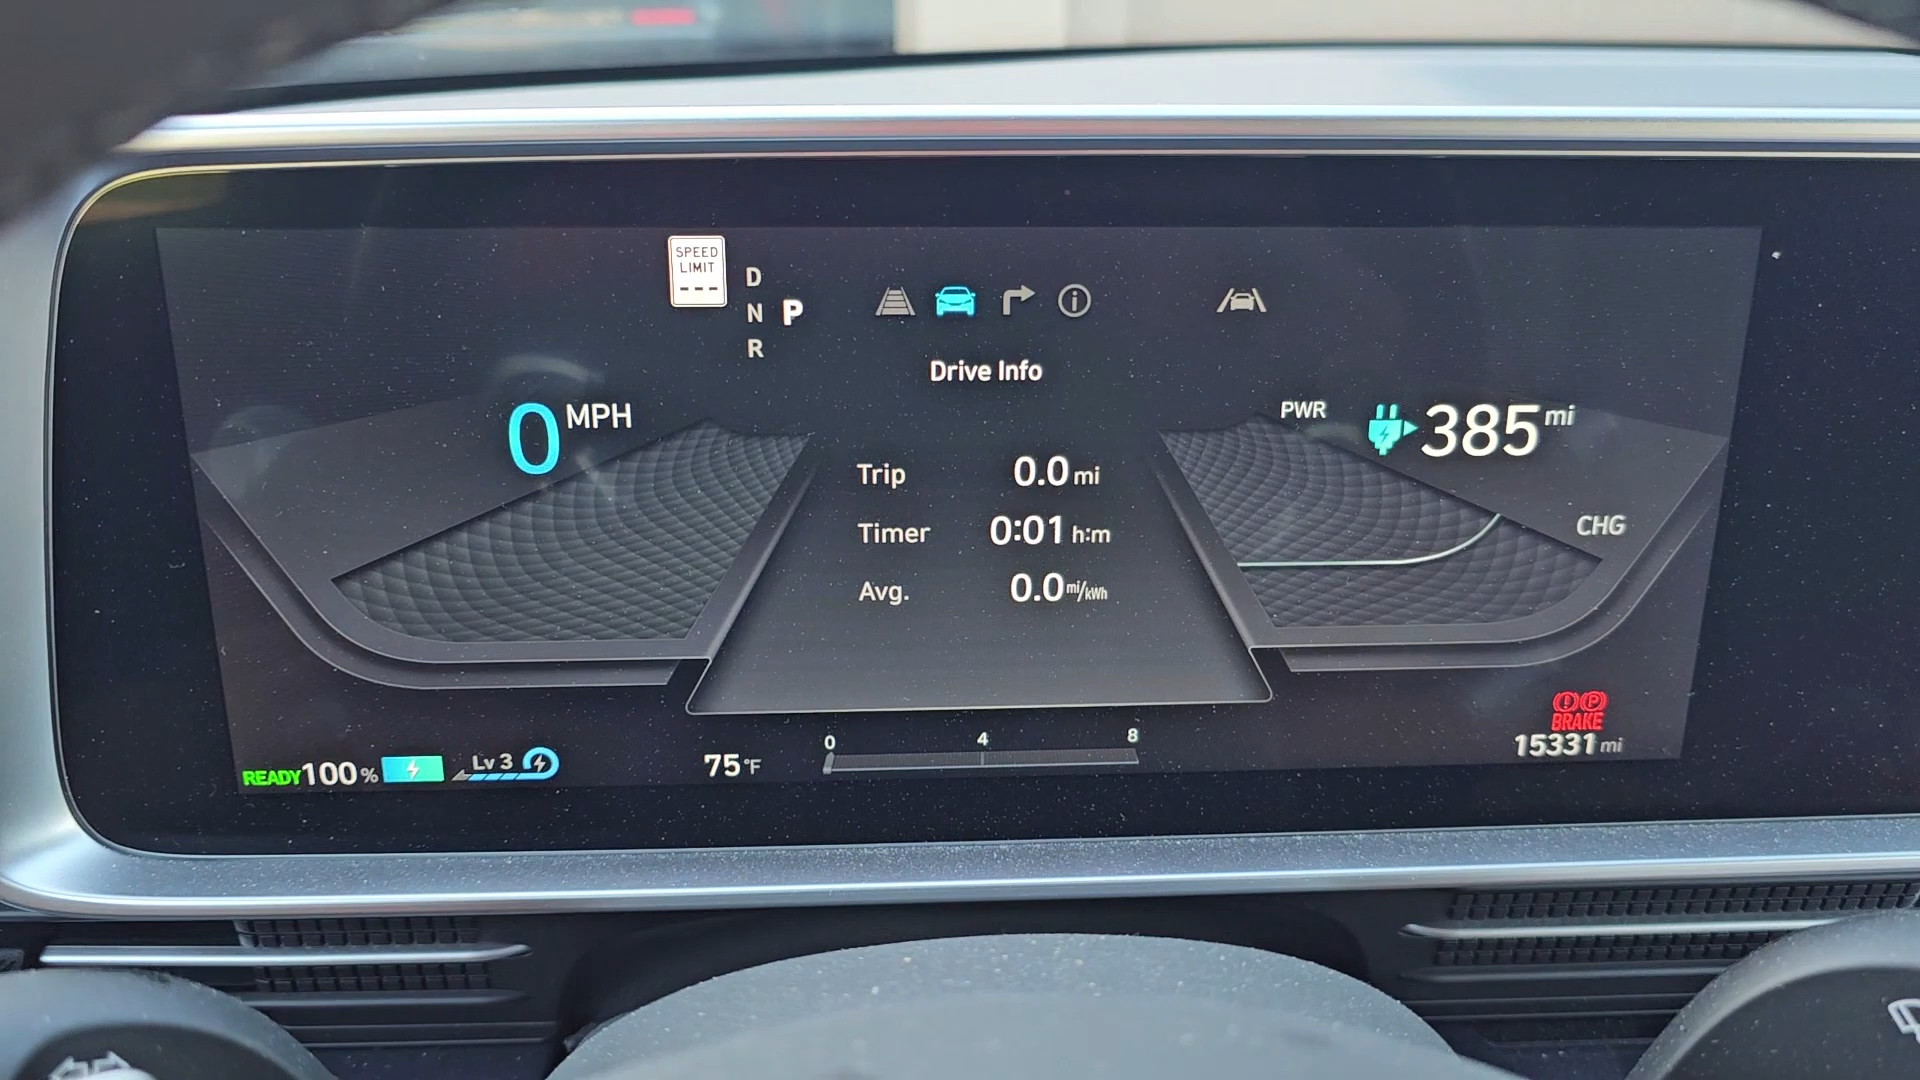 SPEED
LIMIT
---
D
N P
R
Drive Info
0 MPH
PWR
385 mi
CHG
Trip 0.0 mi
Timer 0:01 h:m
Avg. 0.0 mi/kWh
BRAKE
15331 mi
READY 100 %
Lv 3
75°F
0 4 8